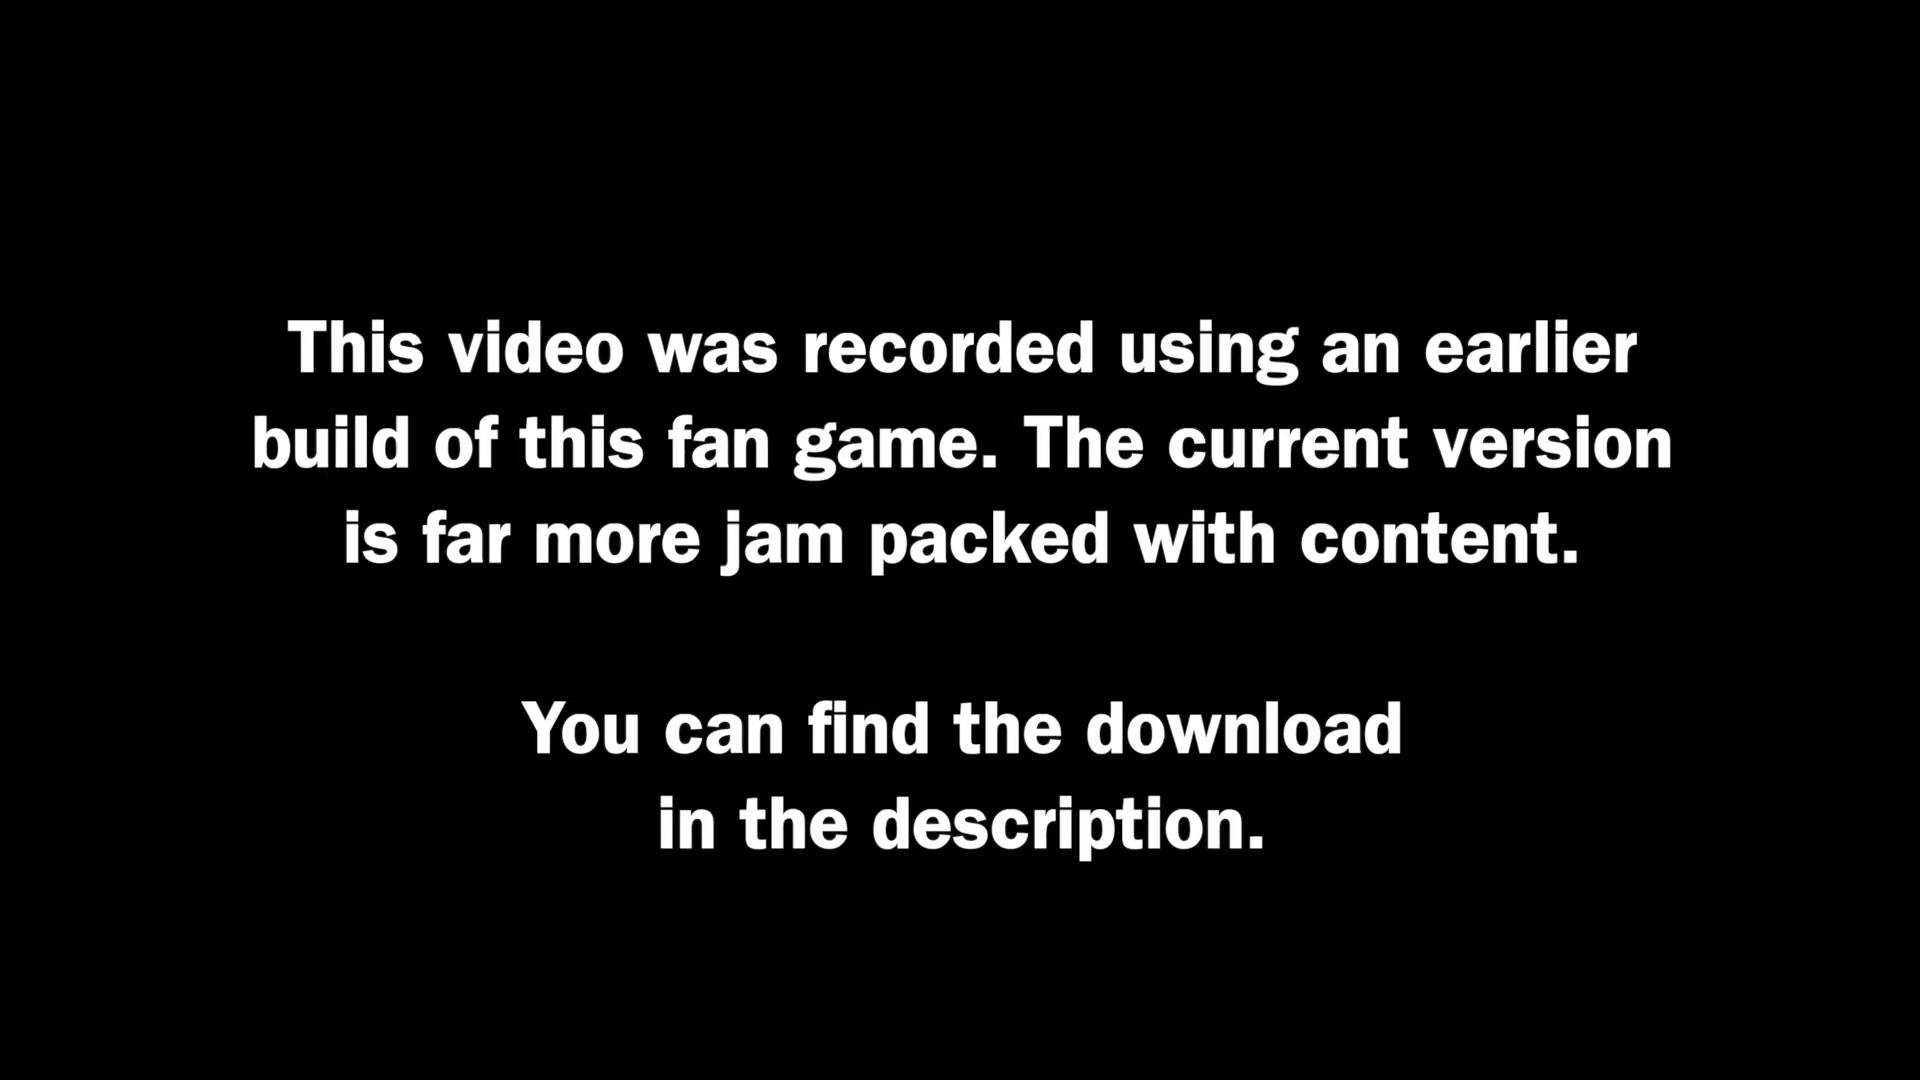 This video was recorded using an earlier
build of this fan game. The current version
is far more jam packed with content.
You can find the download
in the description.